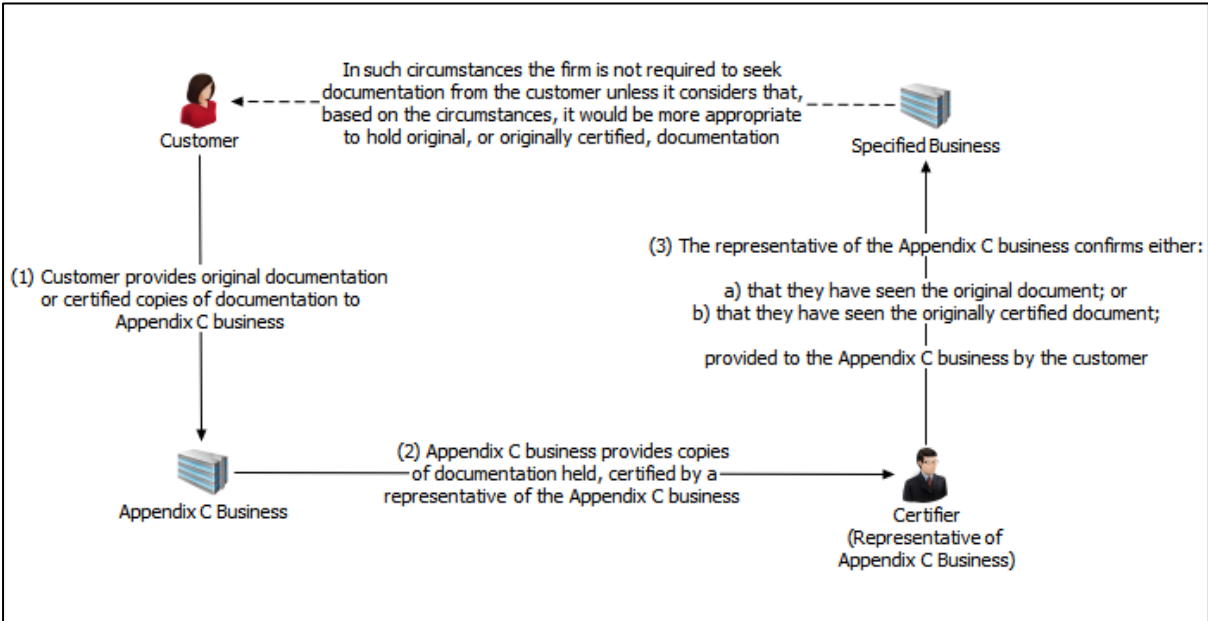 In such circumstances the firm is not required to seek
documentation from the customer unless it considers that,
based on the circumstances, it would be more appropriate
to hold original, or originally certified, documentation
Customer
Specified Business
(1) Customer provides original documentation
or certified copies of documentation to
Appendix C business
(3) The representative of the Appendix C business confirms either:
a) that they have seen the original document; or
b) that they have seen the originally certified document;
provided to the Appendix C business by the customer
(2) Appendix C business provides copies
of documentation held, certified by a
representative of the Appendix C business
Appendix C Business
Certifier
(Representative of
Appendix C Business)